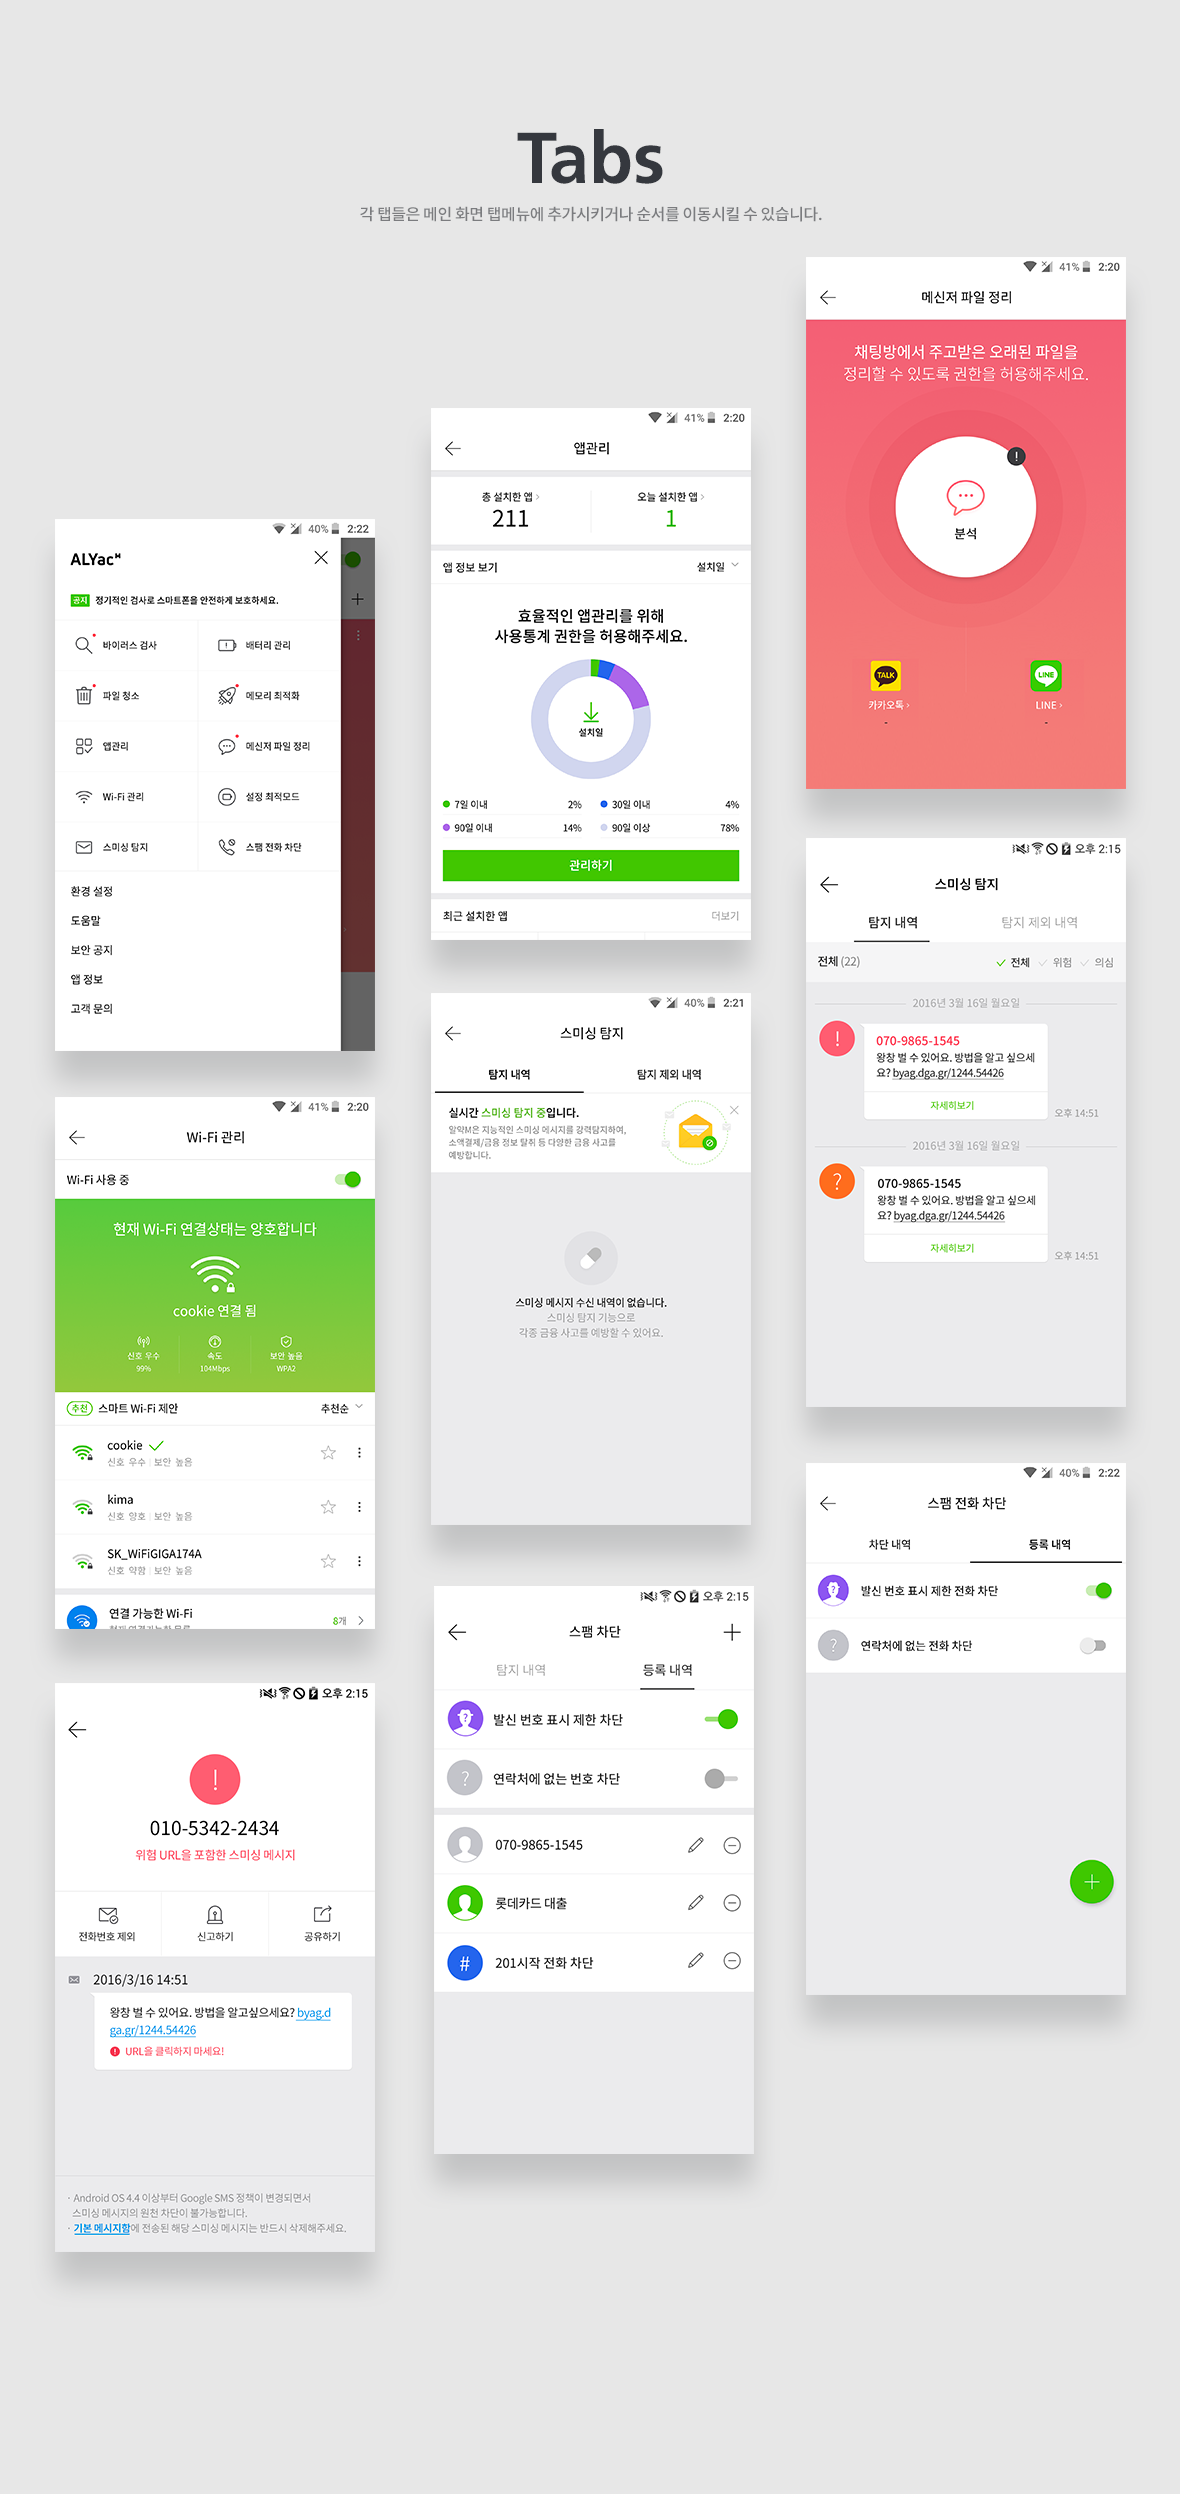 Tabs
각 탭들은 메인 화면 탭메뉴에 추가시키거나 순서를 이동시킬 수 있습니다.
40% 2:22
ALYac M
공지 정기적인 검사로 스마트폰을 안전하게 보호하세요.
바이러스 검사 배터리 관리
파일 청소 메모리 최적화
앱관리 메신저 파일 정리
Wi-Fi 관리 설정 최적모드
스미싱 탐지 스팸 전화 차단
환경 설정
도움말
보안 공지
앱 정보
고객 문의
41% 2:20
Wi-Fi 관리
Wi-Fi 사용 중
현재 Wi-Fi 연결상태는 양호합니다
cookie 연결 됨
신호 우수 속도 보안 높음
99% 104Mbps WPA2
추천 스마트 Wi-Fi 제안 추천순
cookie
신호 우수 | 보안 높음
kima
신호 양호 | 보안 높음
SK_WiFiGIGA174A
신호 약함 | 보안 높음
연결 가능한 Wi-Fi 8개
오후 2:15
!
010-5342-2434
위험 URL을 포함한 스미싱 메시지
전화번호 제외 신고하기 공유하기
2016/3/16 14:51
왕창 벌 수 있어요. 방법을 알고싶으세요? byag.d
ga.gr/1244.54426
! URL을 클릭하지 마세요!
· Android OS 4.4 이상부터 Google SMS 정책이 변경되면서
스미싱 메시지의 원천 차단이 불가능합니다.
· 기본 메시지함에 전송된 해당 스미싱 메시지는 반드시 삭제해주세요.
41% 2:20
앱관리
총 설치한 앱 > 오늘 설치한 앱 >
211 1
앱 정보 보기 설치일
효율적인 앱관리를 위해
사용통계 권한을 허용해주세요.
설치일
7일 이내 2% 30일 이내 4%
90일 이내 14% 90일 이상 78%
관리하기
최근 설치한 앱 더보기
40% 2:21
스미싱 탐지
탐지 내역 탐지 제외 내역
실시간 스미싱 탐지 중입니다.
알약M은 지능적인 스미싱 메시지를 강력탐지하여,
소액결제/금융 정보 탈취 등 다양한 금융 사고를
예방합니다.
스미싱 메시지 수신 내역이 없습니다.
스미싱 탐지 기능으로
각종 금융 사고를 예방할 수 있어요.
오후 2:15
스팸 차단
탐지 내역 등록 내역
? 발신 번호 표시 제한 차단
? 연락처에 없는 번호 차단
070-9865-1545
롯데카드 대출
# 201시작 전화 차단
41% 2:20
메신저 파일 정리
채팅방에서 주고받은 오래된 파일을
정리할 수 있도록 권한을 허용해주세요.
!
분석
TALK LINE
카카오톡 > LINE >
- -
오후 2:15
스미싱 탐지
탐지 내역 탐지 제외 내역
전체 (22) 전체 위험 의심
2016년 3월 16일 월요일
! 070-9865-1545
왕창 벌 수 있어요. 방법을 알고 싶으세
요? byag.dga.gr/1244.54426
자세히보기
오후 14:51
2016년 3월 16일 월요일
? 070-9865-1545
왕창 벌 수 있어요. 방법을 알고 싶으세
요? byag.dga.gr/1244.54426
자세히보기
오후 14:51
40% 2:22
스팸 전화 차단
차단 내역 등록 내역
? 발신 번호 표시 제한 전화 차단
? 연락처에 없는 전화 차단